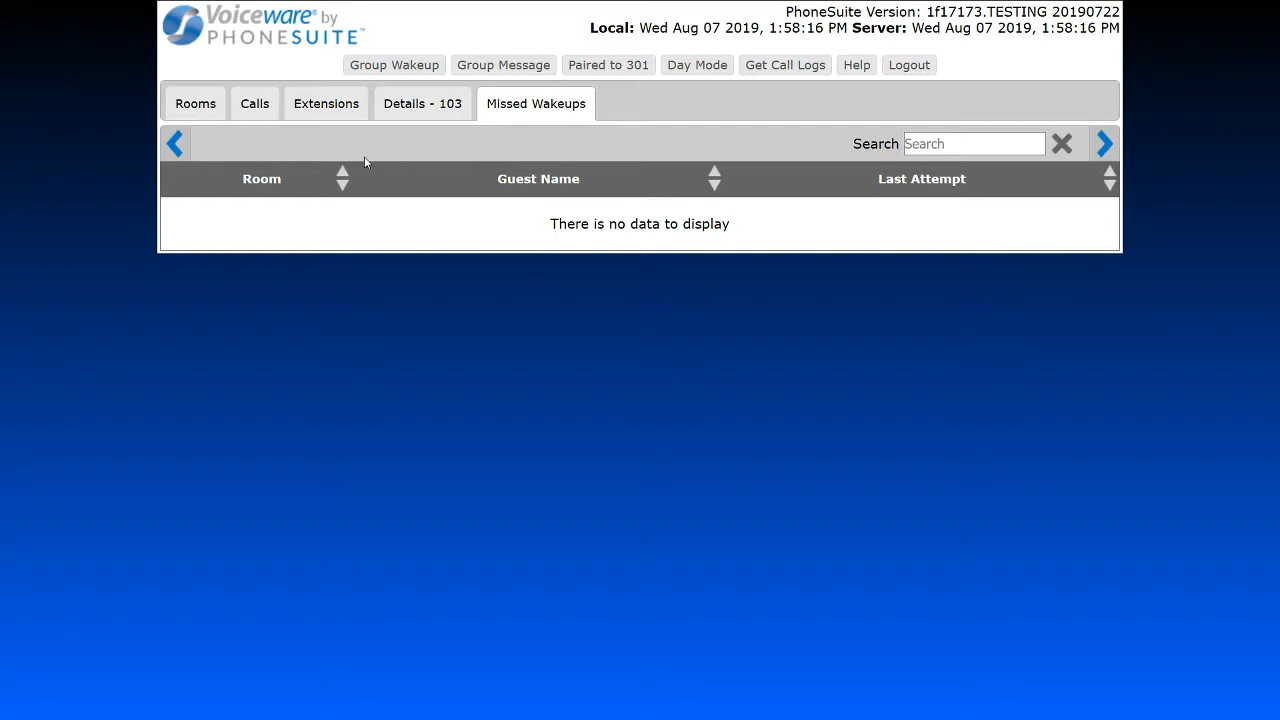 Voiceware® by
PHONESUITE™
PhoneSuite Version: 1f17173.TESTING 20190722
Local: Wed Aug 07 2019, 1:58:16 PM Server: Wed Aug 07 2019, 1:58:16 PM
Group Wakeup Group Message Paired to 301 Day Mode Get Call Logs Help Logout
Rooms Calls Extensions Details - 103 Missed Wakeups
Search Search
Room Guest Name Last Attempt
There is no data to display